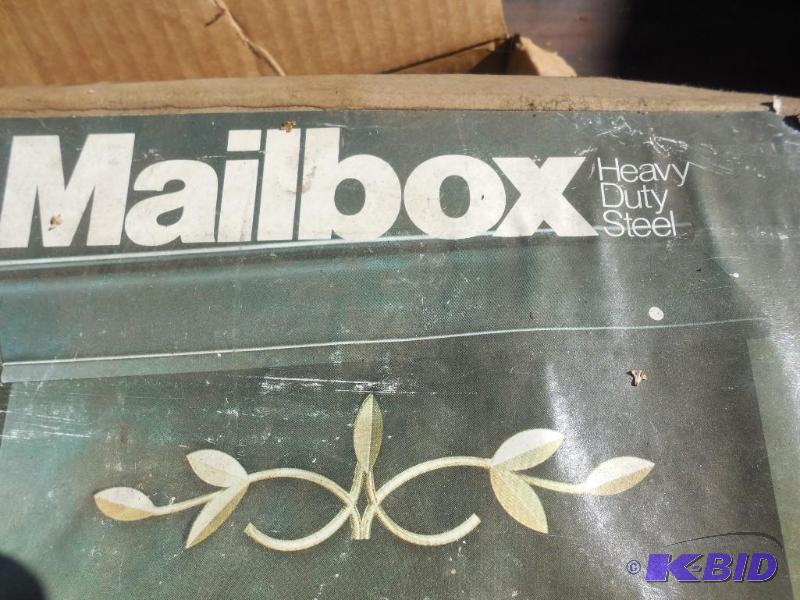 Mailbox
Heavy
Duty
Steel
© K-BID